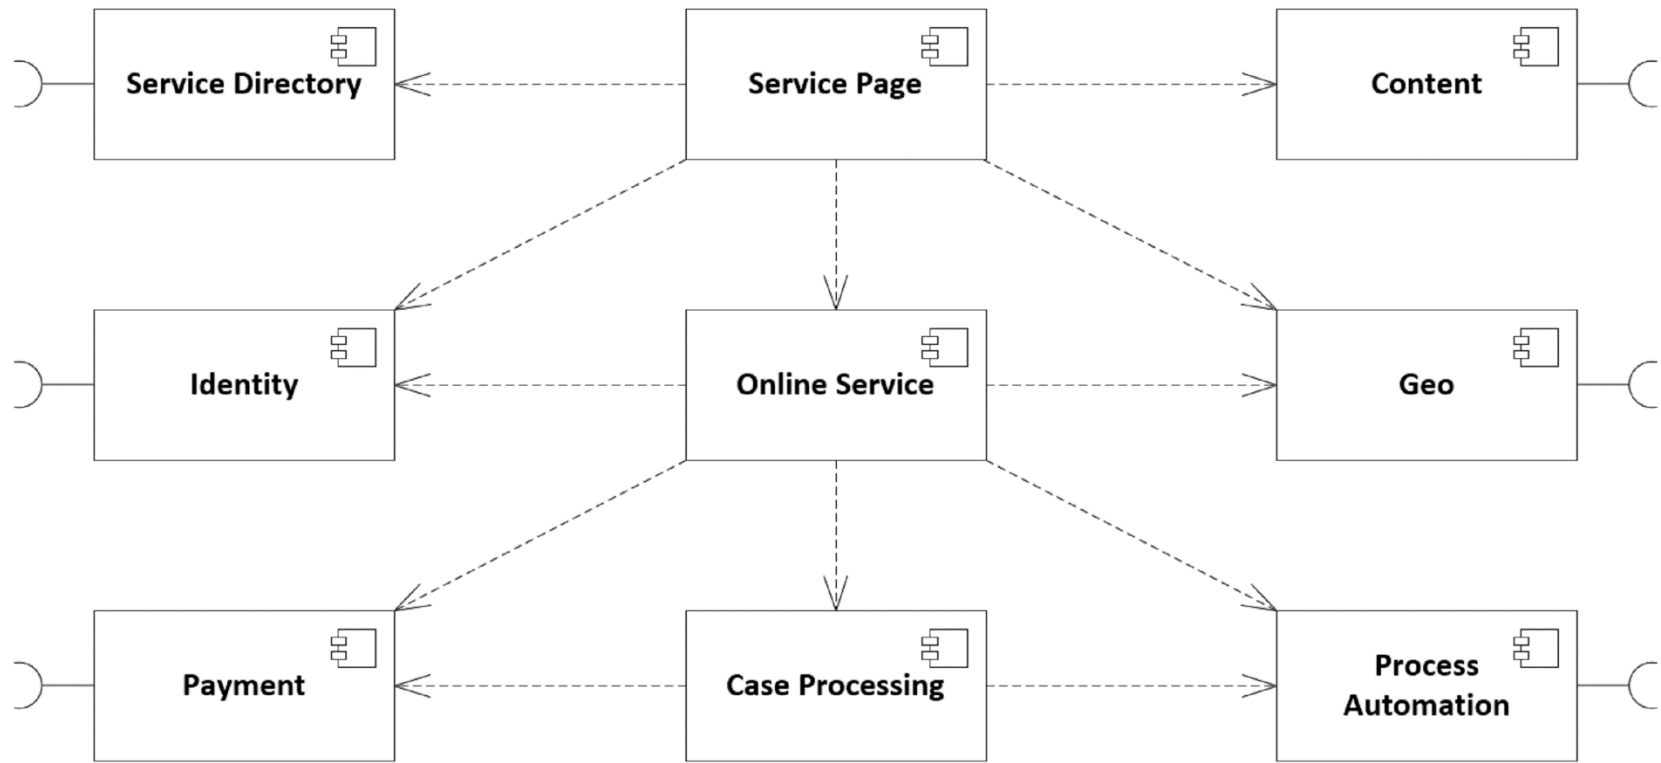 Service Directory
Service Page
Content
Identity
Online Service
Geo
Payment
Case Processing
Process
Automation